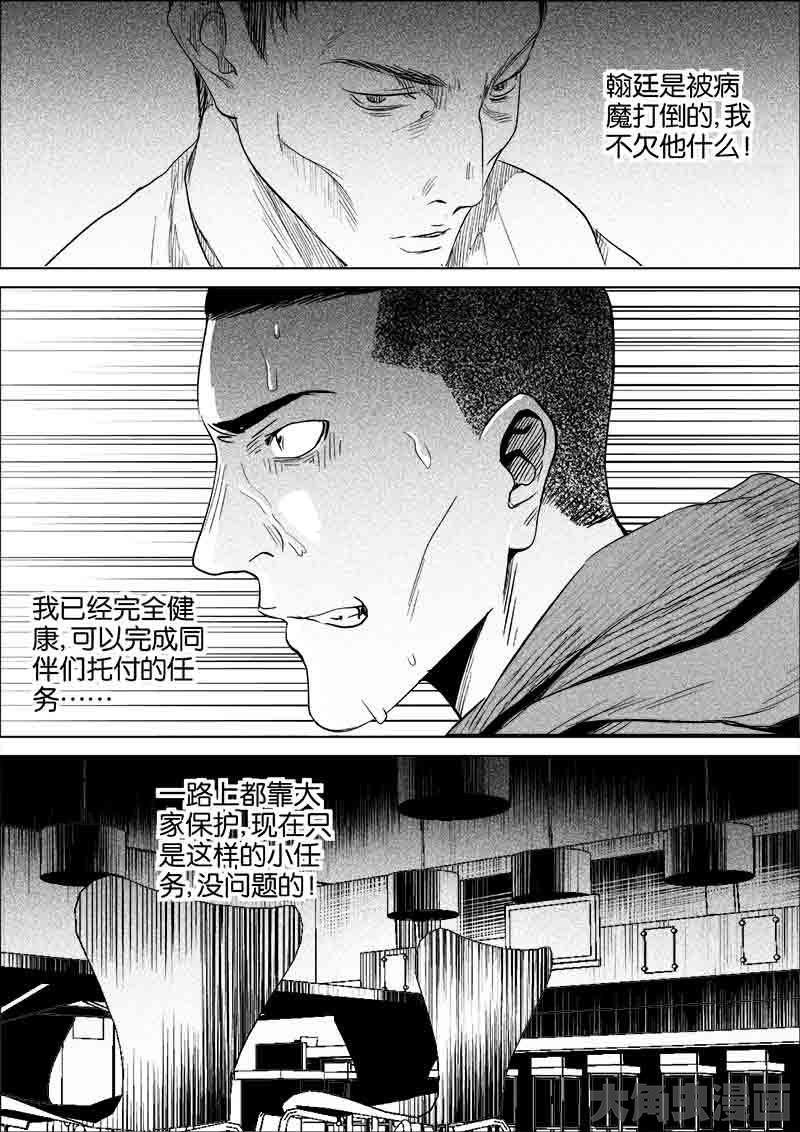 翰廷是被病
魔打倒的,我
不欠他什么!
我已经完全健
康,可以完成同
伴们托付的任
务……
一路上都靠大
家保护,现在只
是这样的小任
务,没问题的!
大角虫漫画